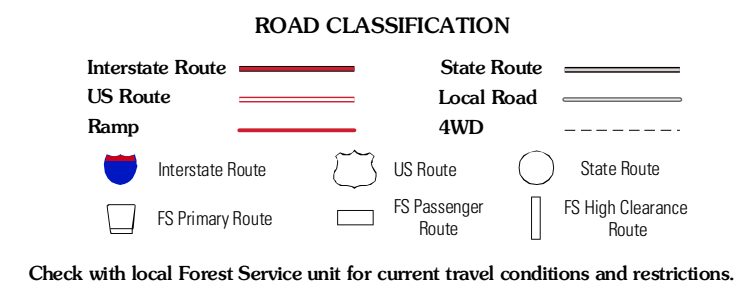 ROAD CLASSIFICATION
Interstate Route
State Route
US Route
Local Road
Ramp
4WD
Interstate Route
US Route
State Route
FS Primary Route
FS Passenger
Route
FS High Clearance
Route
Check with local Forest Service unit for current travel conditions and restrictions.